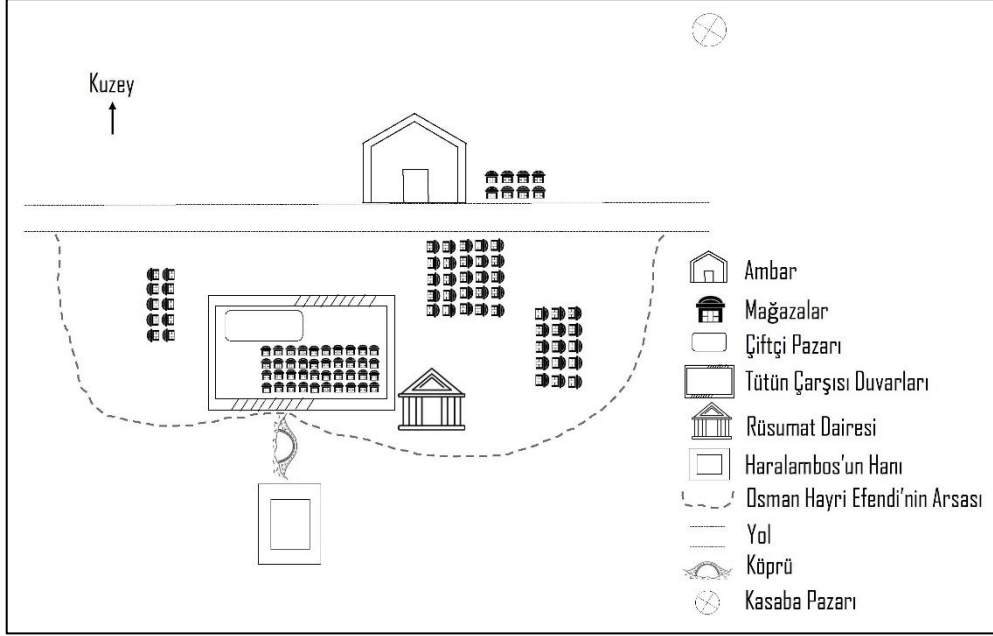 Kuzey
Ambar
Mağazalar
Çiftçi Pazarı
Tütün Çarşısı Duvarları
Rüsumat Dairesi
Haralambos'un Hanı
Osman Hayri Efendi'nin Arsası
Yol
Köprü
Kasaba Pazarı